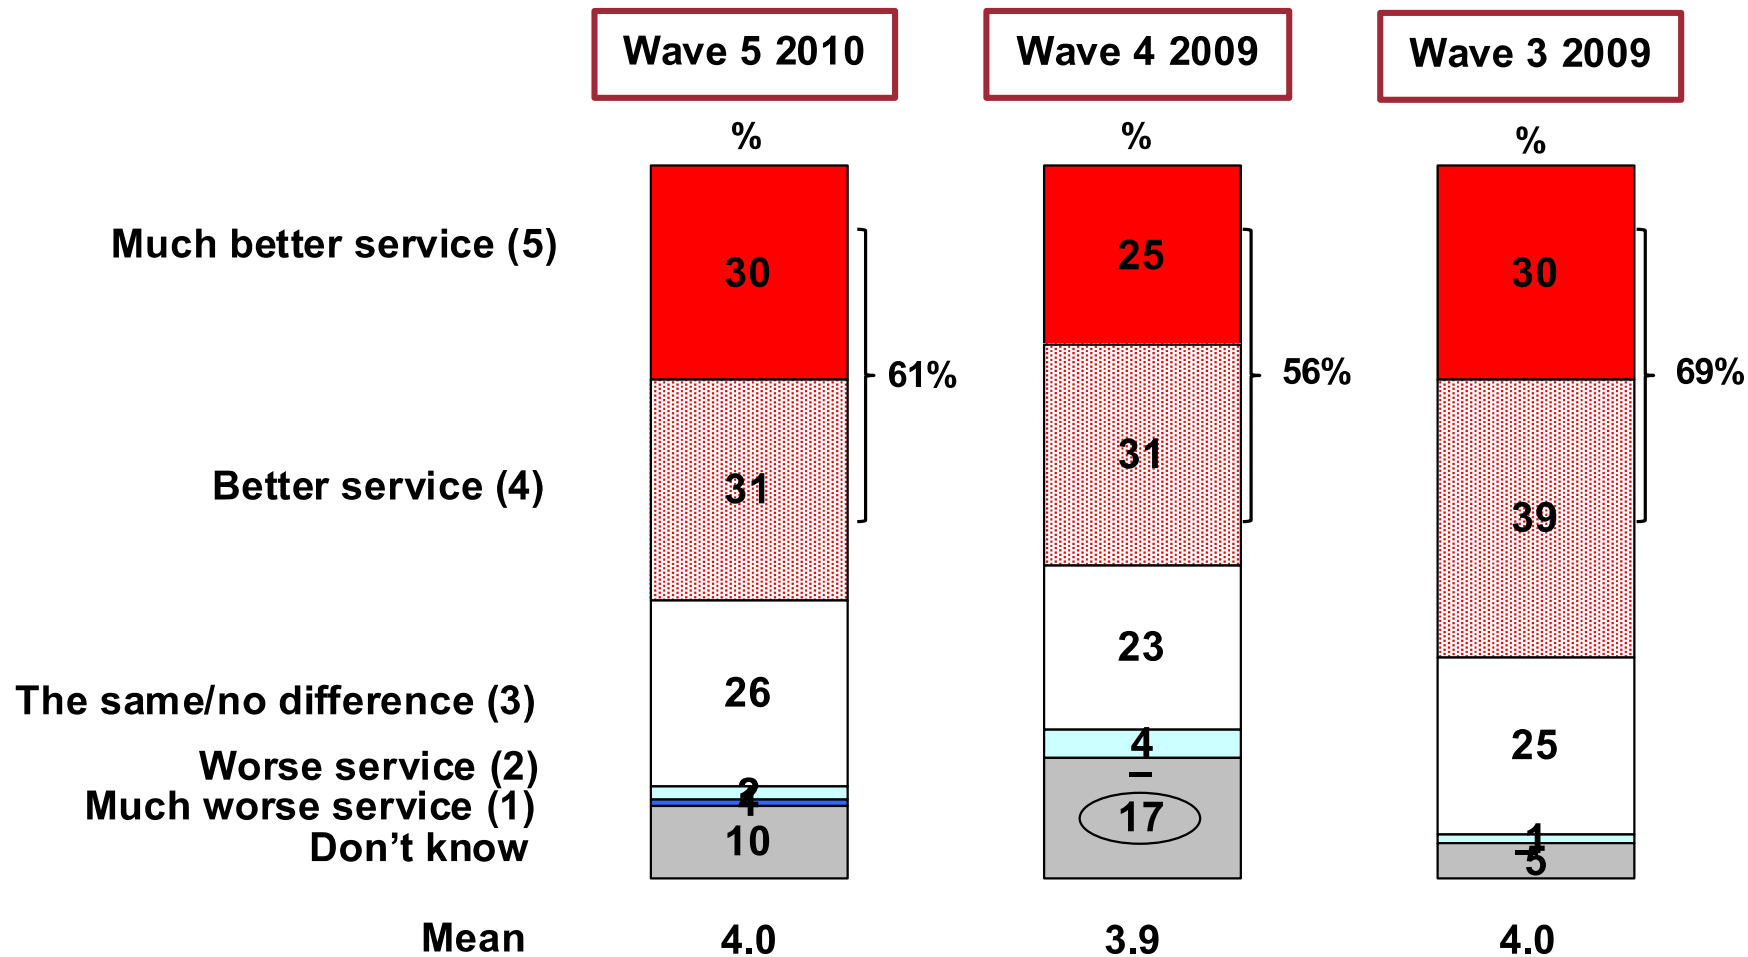 Wave 5 2010 Wave 4 2009 Wave 3 2009
% % %
Much better service (5) 30 25 30
61% 56% 69%
Better service (4) 31 31 39
The same/no difference (3) 26 23 25
Worse service (2) 2 4 1
Much worse service (1) 1 – –
Don’t know 10 17 5
Mean 4.0 3.9 4.0